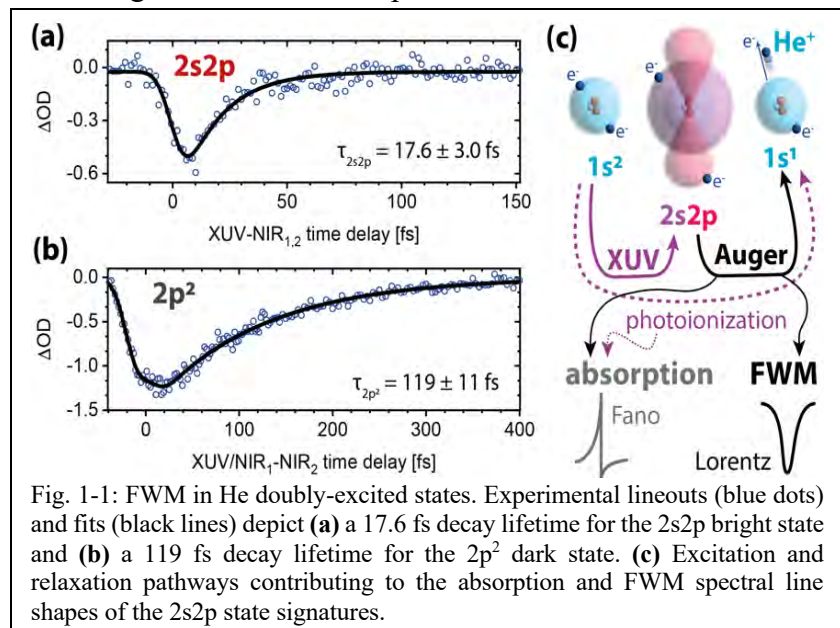 (a)
2s2p
0.0
-0.3
-0.6
ΔOD
τ2s2p = 17.6 ± 3.0 fs
0
50
100
150
XUV-NIR1,2 time delay [fs]
(b)
2p²
0.0
-0.5
-1.0
-1.5
ΔOD
τ2p² = 119 ± 11 fs
0
100
200
300
400
XUV/NIR1-NIR2 time delay [fs]
(c)
He⁺
e⁻
e⁻
e⁻
e⁻
e⁻
e⁻
1s²
1s¹
2s2p
XUV
Auger
photoionization
absorption
FWM
Fano
Lorentz
Fig. 1-1: FWM in He doubly-excited states. Experimental lineouts (blue dots)
and fits (black lines) depict (a) a 17.6 fs decay lifetime for the 2s2p bright state
and (b) a 119 fs decay lifetime for the 2p² dark state. (c) Excitation and
relaxation pathways contributing to the absorption and FWM spectral line
shapes of the 2s2p state signatures.